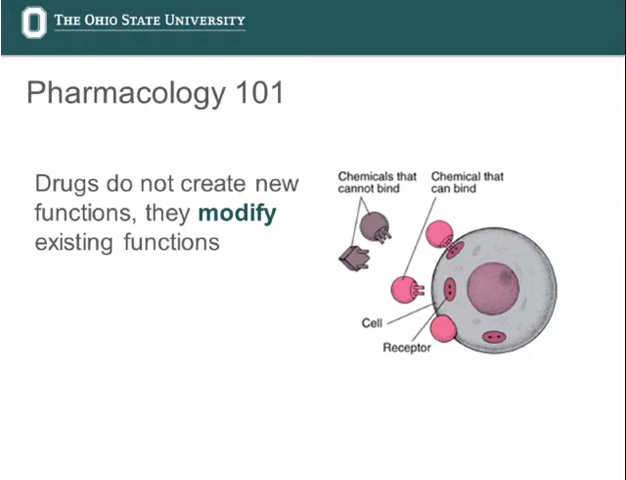 THE OHIO STATE UNIVERSITY
Pharmacology 101
Drugs do not create new
functions, they modify
existing functions
Chemicals that
cannot bind
Chemical that
can bind
Cell
Receptor